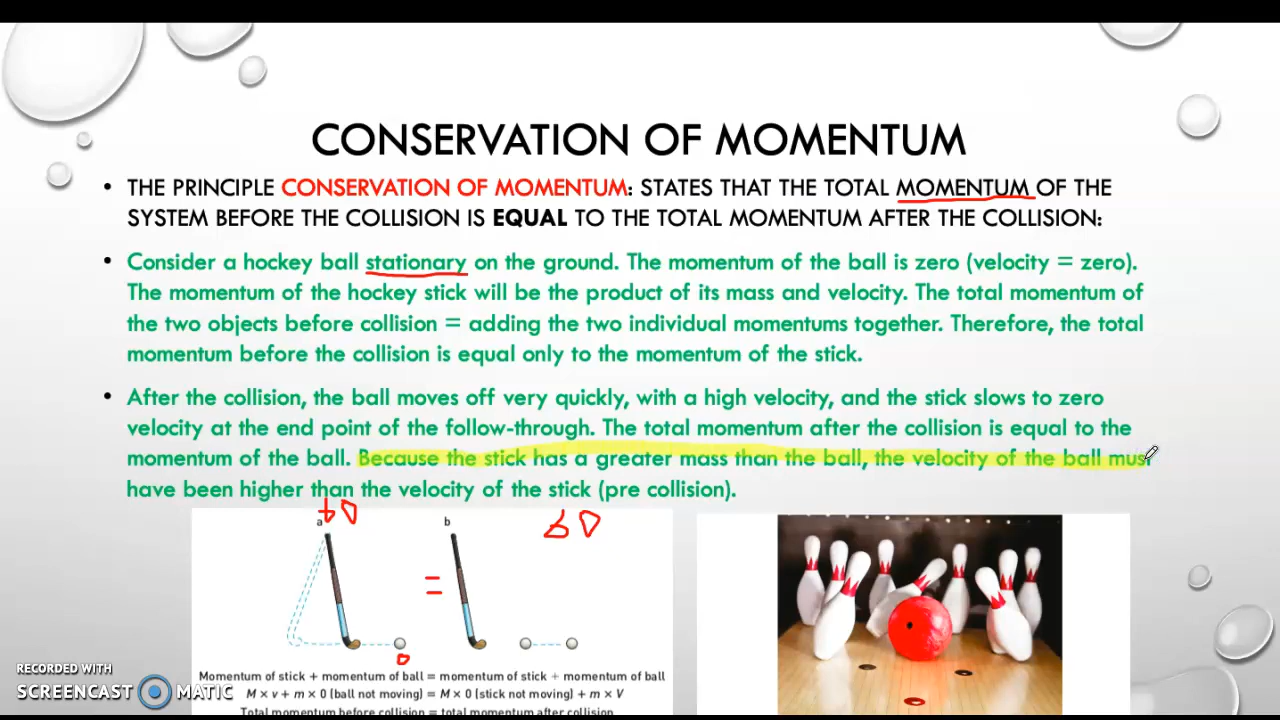 CONSERVATION OF MOMENTUM
• THE PRINCIPLE CONSERVATION OF MOMENTUM: STATES THAT THE TOTAL MOMENTUM OF THE
SYSTEM BEFORE THE COLLISION IS EQUAL TO THE TOTAL MOMENTUM AFTER THE COLLISION:
• Consider a hockey ball stationary on the ground. The momentum of the ball is zero (velocity = zero).
The momentum of the hockey stick will be the product of its mass and velocity. The total momentum of
the two objects before collision = adding the two individual momentums together. Therefore, the total
momentum before the collision is equal only to the momentum of the stick.
• After the collision, the ball moves off very quickly, with a high velocity, and the stick slows to zero
velocity at the end point of the follow-through. The total momentum after the collision is equal to the
momentum of the ball. Because the stick has a greater mass than the ball, the velocity of the ball must
have been higher than the velocity of the stick (pre collision).
a b
=
0
Momentum of stick + momentum of ball = momentum of stick + momentum of ball
M × v + m × 0 (ball not moving) = M × 0 (stick not moving) + m × V
Total momentum before collision = total momentum after collision
RECORDED WITH
SCREENCAST MATIC